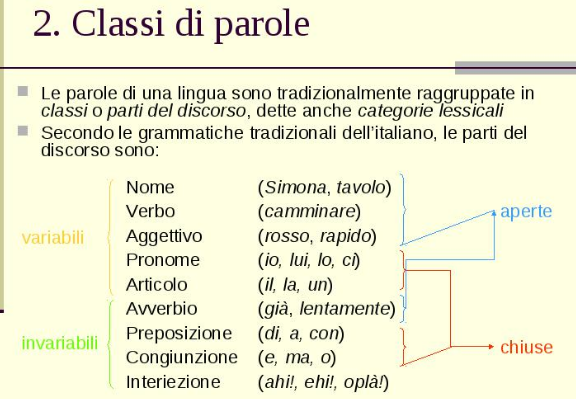 2. Classi di parole
Le parole di una lingua sono tradizionalmente raggruppate in
classi o parti del discorso, dette anche categorie lessicali
Secondo le grammatiche tradizionali dell'italiano, le parti del
discorso sono:
Nome (Simona, tavolo)
Verbo (camminare) aperte
variabili Aggettivo (rosso, rapido)
Pronome (io, lui, lo, ci)
Articolo (il, la, un)
Avverbio (già, lentamente)
invariabili Preposizione (di, a, con) chiuse
Congiunzione (e, ma, o)
Interiezione (ahi!, ehi!, oplà!)